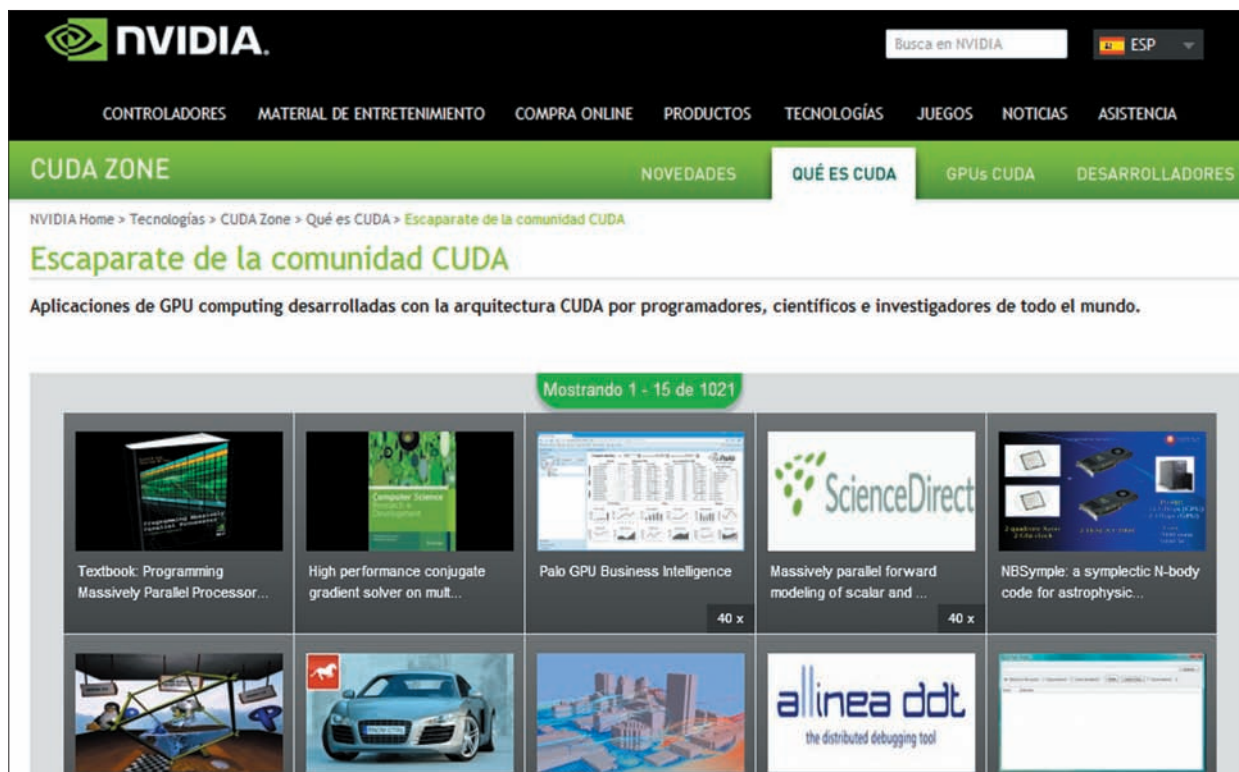 NVIDIA.
Busca en NVIDIA
ESP
CONTROLADORES MATERIAL DE ENTRETENIMIENTO COMPRA ONLINE PRODUCTOS TECNOLOGÍAS JUEGOS NOTICIAS ASISTENCIA
CUDA ZONE NOVEDADES QUÉ ES CUDA GPUs CUDA DESARROLLADORES
NVIDIA Home > Tecnologías > CUDA Zone > Qué es CUDA > Escaparate de la comunidad CUDA
Escaparate de la comunidad CUDA
Aplicaciones de GPU computing desarrolladas con la arquitectura CUDA por programadores, científicos e investigadores de todo el mundo.
Mostrando 1 - 15 de 1021
Programming Massively
Parallel Processor
Computer Science
Research +
Development
ScienceDirect
Textbook: Programming
Massively Parallel Processor...
High performance conjugate
gradient solver on mult...
Palo GPU Business Intelligence
40 x
Massively parallel forward
modeling of scalar and ...
40 x
NBSymple: a symplectic N-body
code for astrophysic...
allinea ddt
the distributed debugging tool